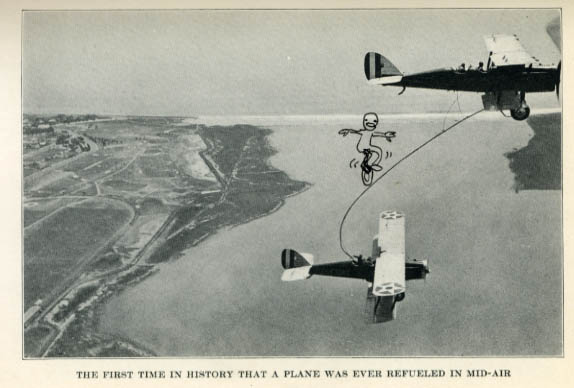 THE FIRST TIME IN HISTORY THAT A PLANE WAS EVER REFUELED IN MID-AIR